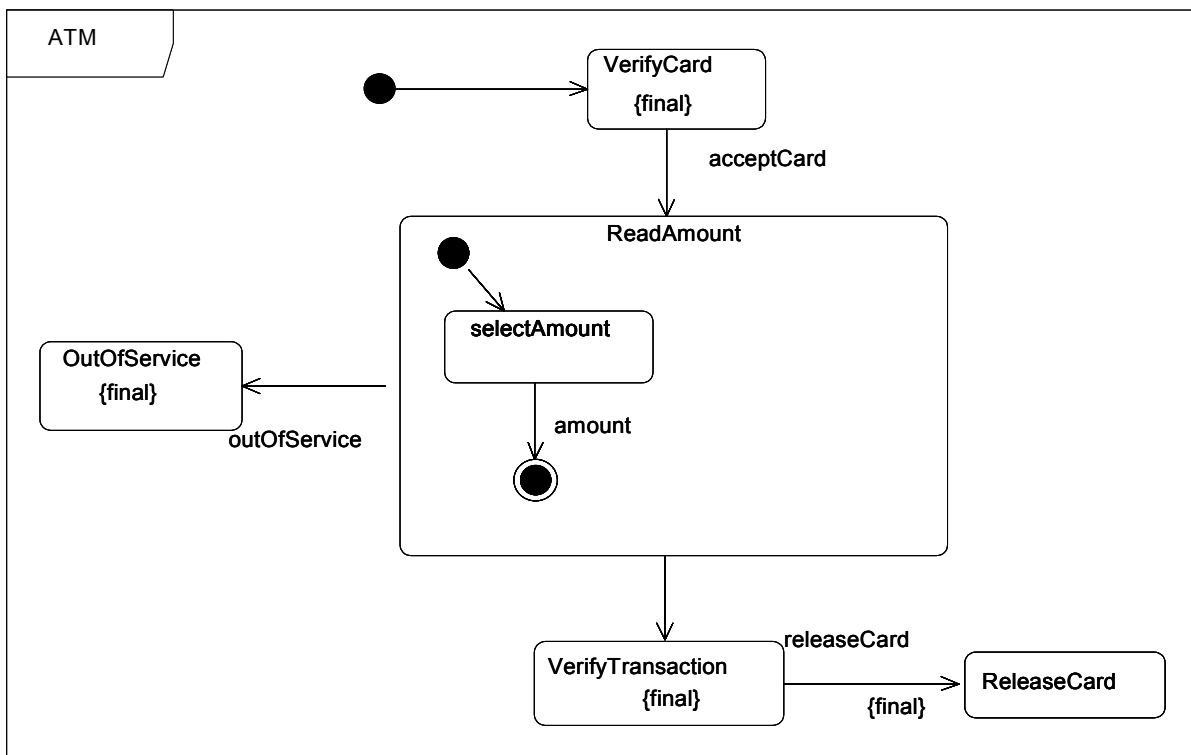 ATM
VerifyCard
{final}
acceptCard
ReadAmount
selectAmount
OutOfService
{final}
amount
outOfService
releaseCard
VerifyTransaction
{final}
ReleaseCard
{final}